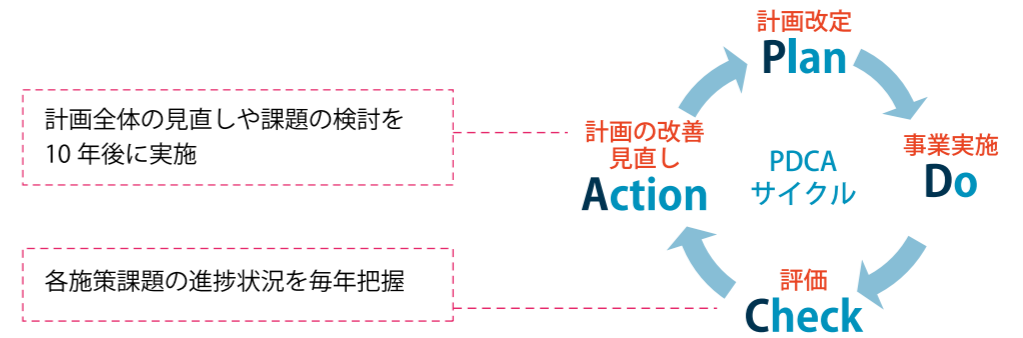 計画改定
Plan
計画全体の見直しや課題の検討を
10年後に実施
計画の改善
見直し
Action
PDCA
サイクル
事業実施
Do
各施策課題の進捗状況を毎年把握
評価
Check